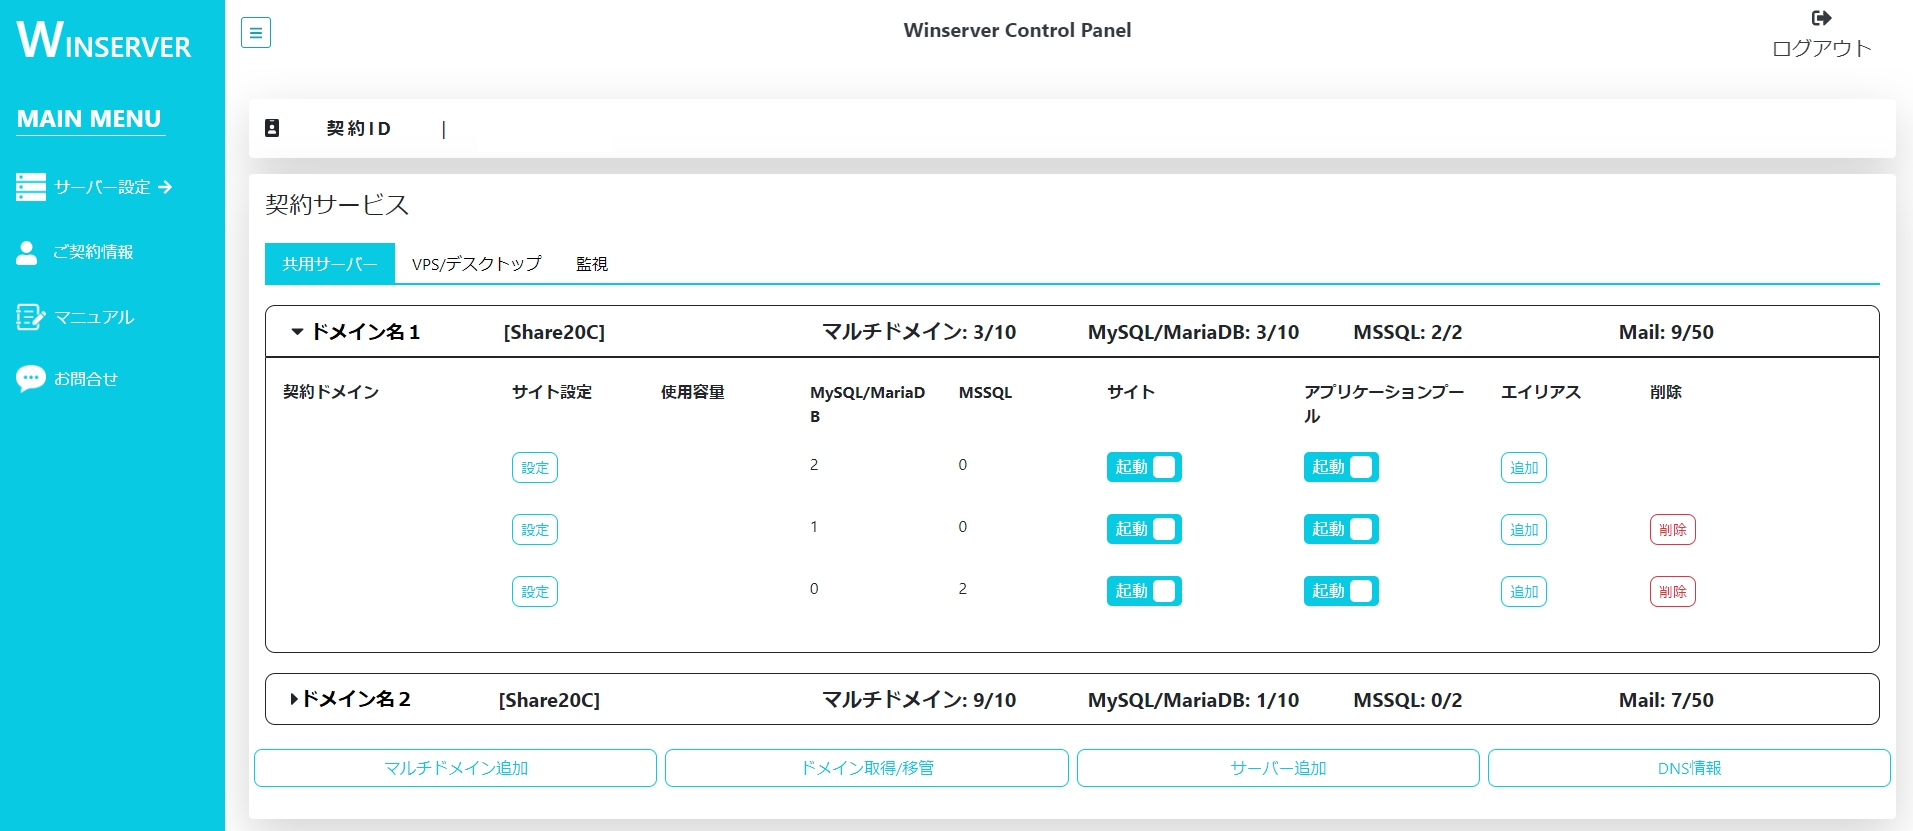 WINSERVER
Winserver Control Panel
ログアウト
MAIN MENU
サーバー設定
ご契約情報
マニュアル
お問合せ
契約ID |
契約サービス
共用サーバー VPS/デスクトップ 監視
ドメイン名１ [Share20C] マルチドメイン: 3/10 MySQL/MariaDB: 3/10 MSSQL: 2/2 Mail: 9/50
契約ドメイン サイト設定 使用容量 MySQL/MariaD MSSQL サイト アプリケーションプー エイリアス 削除
B ル
設定 2 0 起動 起動 追加
設定 1 0 起動 起動 追加 削除
設定 0 2 起動 起動 追加 削除
ドメイン名２ [Share20C] マルチドメイン: 9/10 MySQL/MariaDB: 1/10 MSSQL: 0/2 Mail: 7/50
マルチドメイン追加 ドメイン取得/移管 サーバー追加 DNS情報